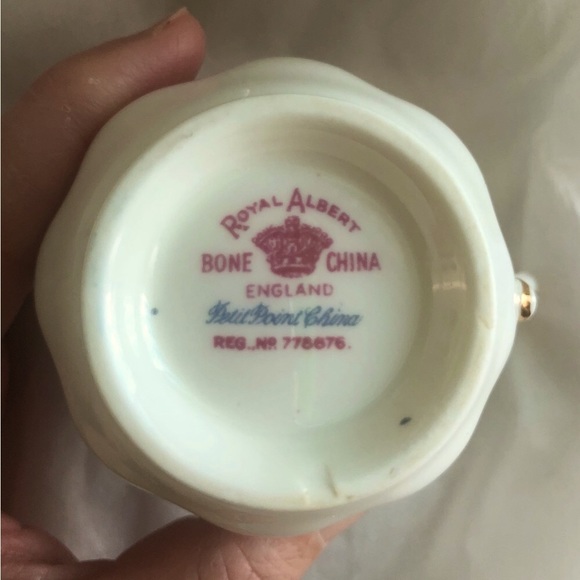 ROYAL ALBERT
BONE CHINA
ENGLAND
Petit Point China
REG., Nº 778676.